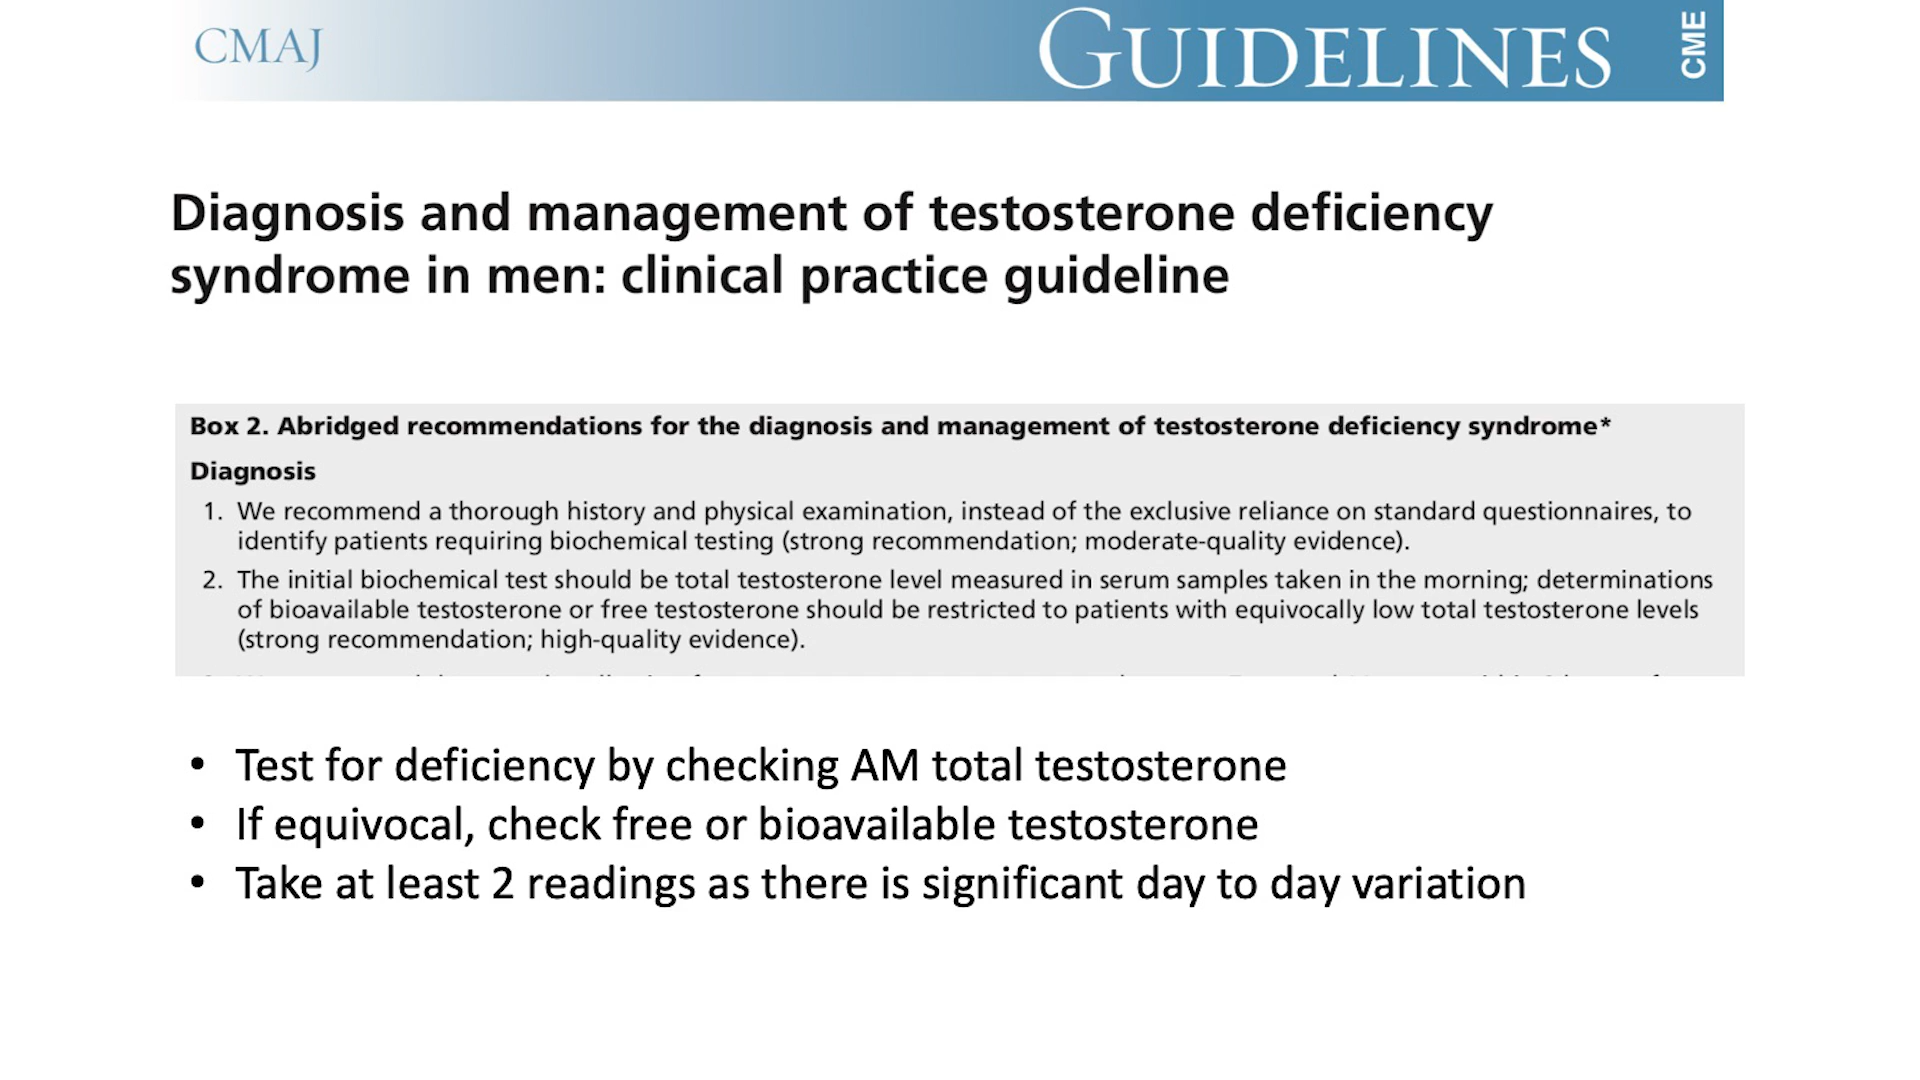 CMAJ
GUIDELINES
CME
Diagnosis and management of testosterone deficiency
syndrome in men: clinical practice guideline
Box 2. Abridged recommendations for the diagnosis and management of testosterone deficiency syndrome*
Diagnosis
1. We recommend a thorough history and physical examination, instead of the exclusive reliance on standard questionnaires, to
identify patients requiring biochemical testing (strong recommendation; moderate-quality evidence).
2. The initial biochemical test should be total testosterone level measured in serum samples taken in the morning; determinations
of bioavailable testosterone or free testosterone should be restricted to patients with equivocally low total testosterone levels
(strong recommendation; high-quality evidence).
• Test for deficiency by checking AM total testosterone
• If equivocal, check free or bioavailable testosterone
• Take at least 2 readings as there is significant day to day variation